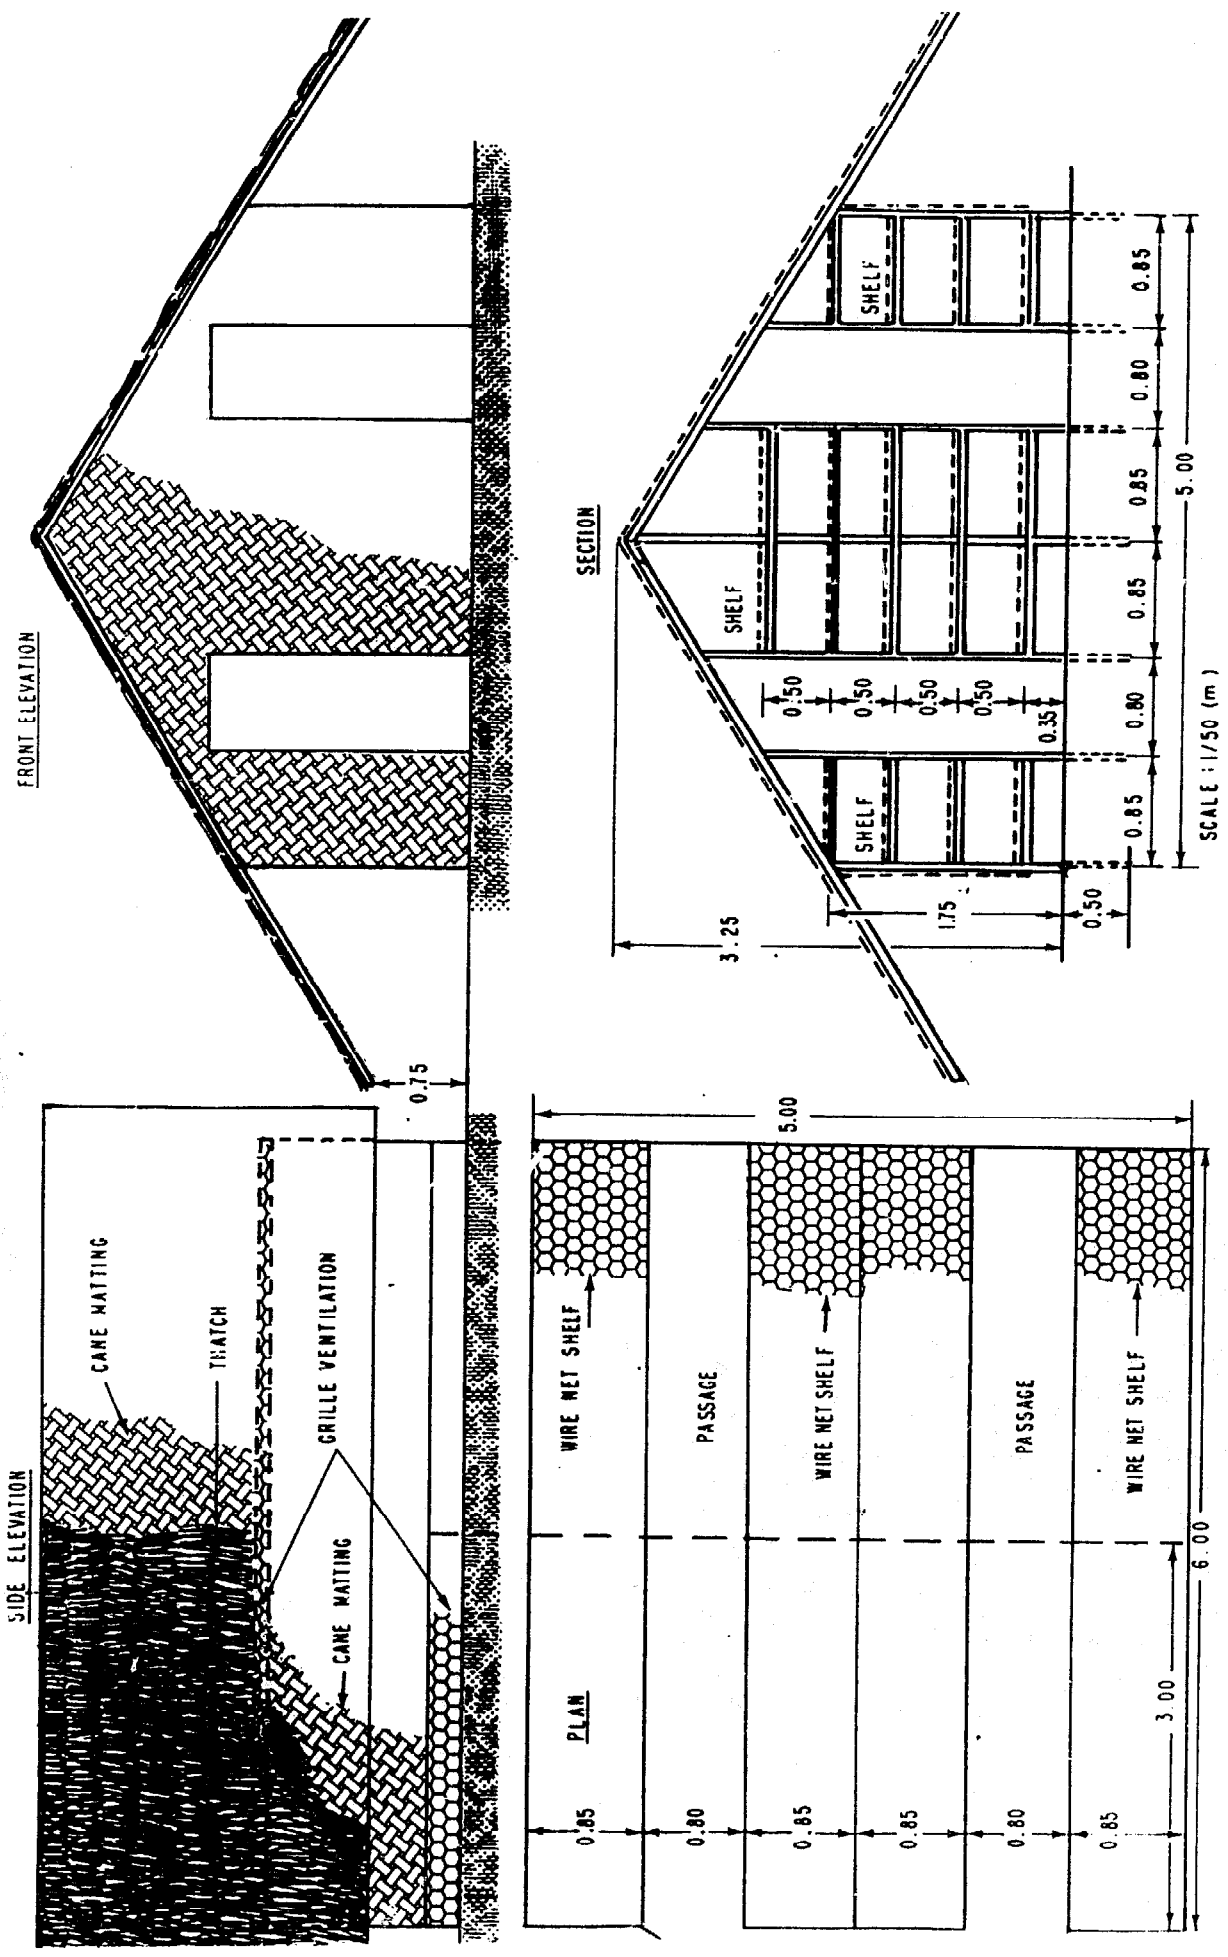 SIDE ELEVATION
CANE MATTING
THATCH
GRILLE VENTILATION
CANE MATTING
FRONT ELEVATION
0.75
PLAN
WIRE NET SHELF
PASSAGE
WIRE NET SHELF
PASSAGE
WIRE NET SHELF
0.85
0.80
0.85
0.85
0.80
0.85
3.00
6.00
5.00
SECTION
SHELF
SHELF
SHELF
3.25
1.75
0.50
0.50
0.50
0.50
0.50
0.35
0.85
0.80
0.85
0.85
0.80
0.85
5.00
SCALE : 1/50 (m)